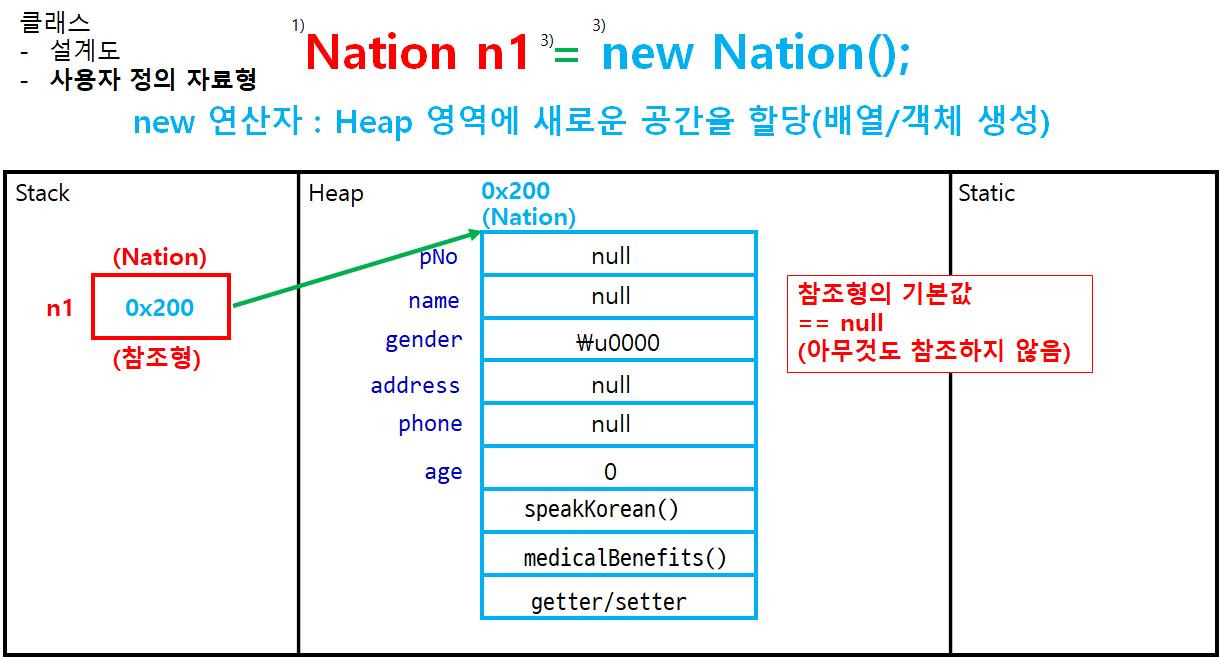 클래스
- 설계도
- 사용자 정의 자료형
1) Nation n1 3) = 3) new Nation();
new 연산자 : Heap 영역에 새로운 공간을 할당(배열/객체 생성)
Stack
(Nation)
n1 0x200
(참조형)
Heap
0x200
(Nation)
pNo null
name null
gender ₩u0000
address null
phone null
age 0
speakKorean()
medicalBenefits()
getter/setter
참조형의 기본값
== null
(아무것도 참조하지 않음)
Static